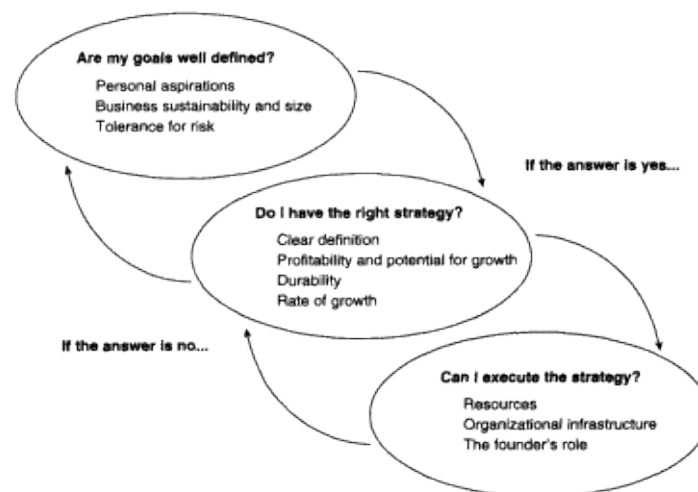 Are my goals well defined?
Personal aspirations
Business sustainability and size
Tolerance for risk
If the answer is yes...
Do I have the right strategy?
Clear definition
Profitability and potential for growth
Durability
Rate of growth
If the answer is no...
Can I execute the strategy?
Resources
Organizational infrastructure
The founder's role